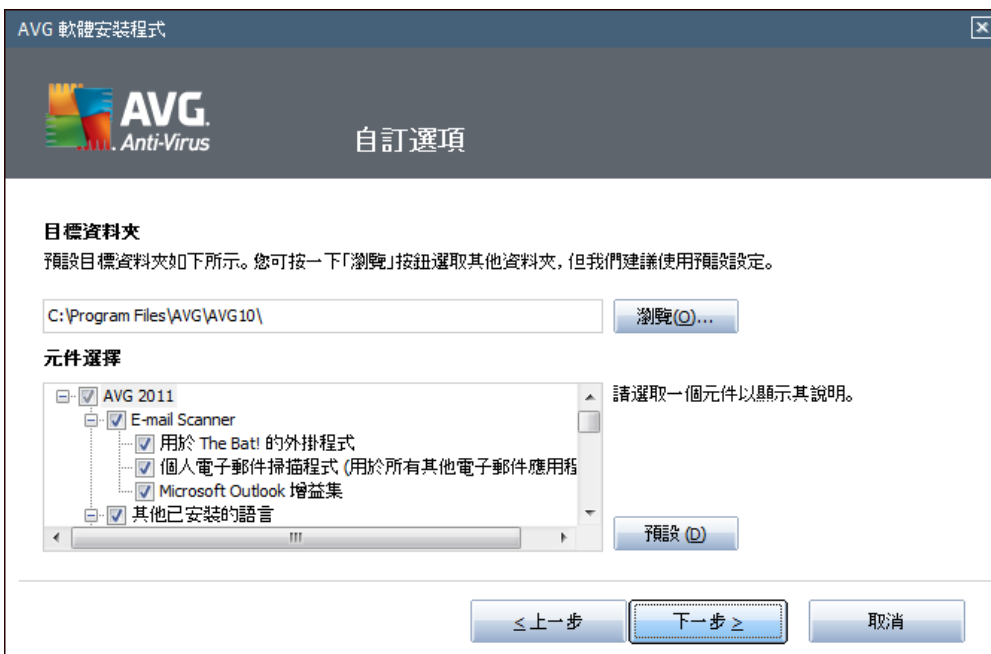 AVG 軟體安裝程式
AVG.
Anti-Virus
自訂選項
目標資料夾
預設目標資料夾如下所示。您可按一下「瀏覽」按鈕選取其他資料夾，但我們建議使用預設設定。
C:\Program Files\AVG\AVG10\
瀏覽(O)...
元件選擇
AVG 2011
請選取一個元件以顯示其說明。
E-mail Scanner
用於 The Bat! 的外掛程式
個人電子郵件掃描程式 (用於所有其他電子郵件應用程
Microsoft Outlook 增益集
其他已安裝的語言
預設 (D)
≤上一步
下一步 ≥
取消